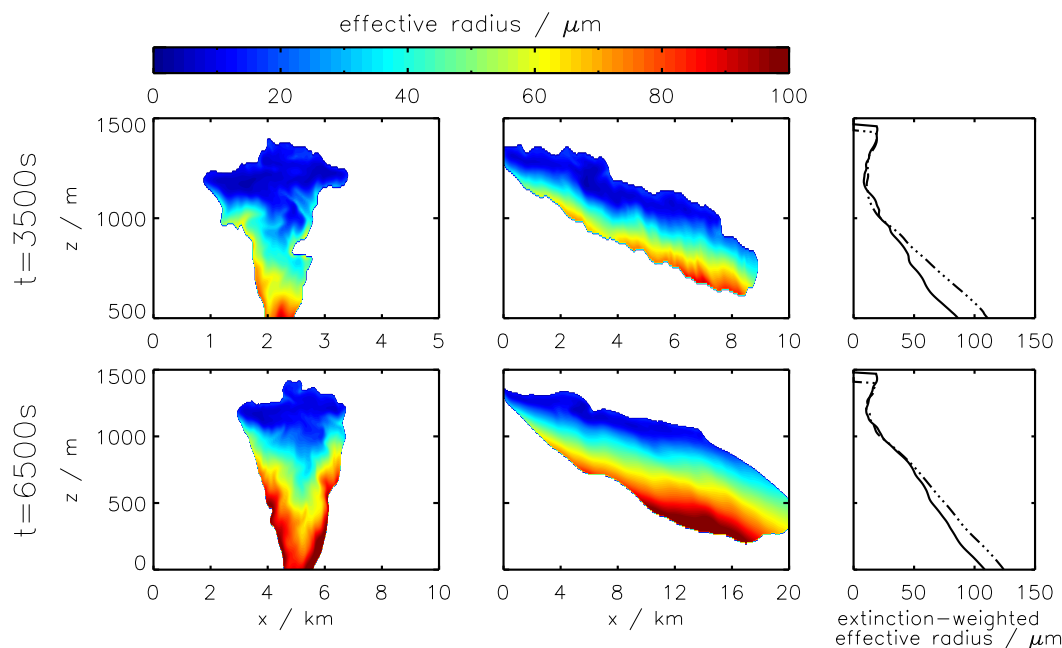 effective radius / μm
0 20 40 60 80 100
t=3500s
z / m
1500
1000
500
0 1 2 3 4 5
0 2 4 6 8 10
0 50 100 150
t=6500s
z / m
1500
1000
500
0
0 2 4 6 8 10
0 4 8 12 16 20
0 50 100 150
x / km
x / km
extinction-weighted
effective radius / μm